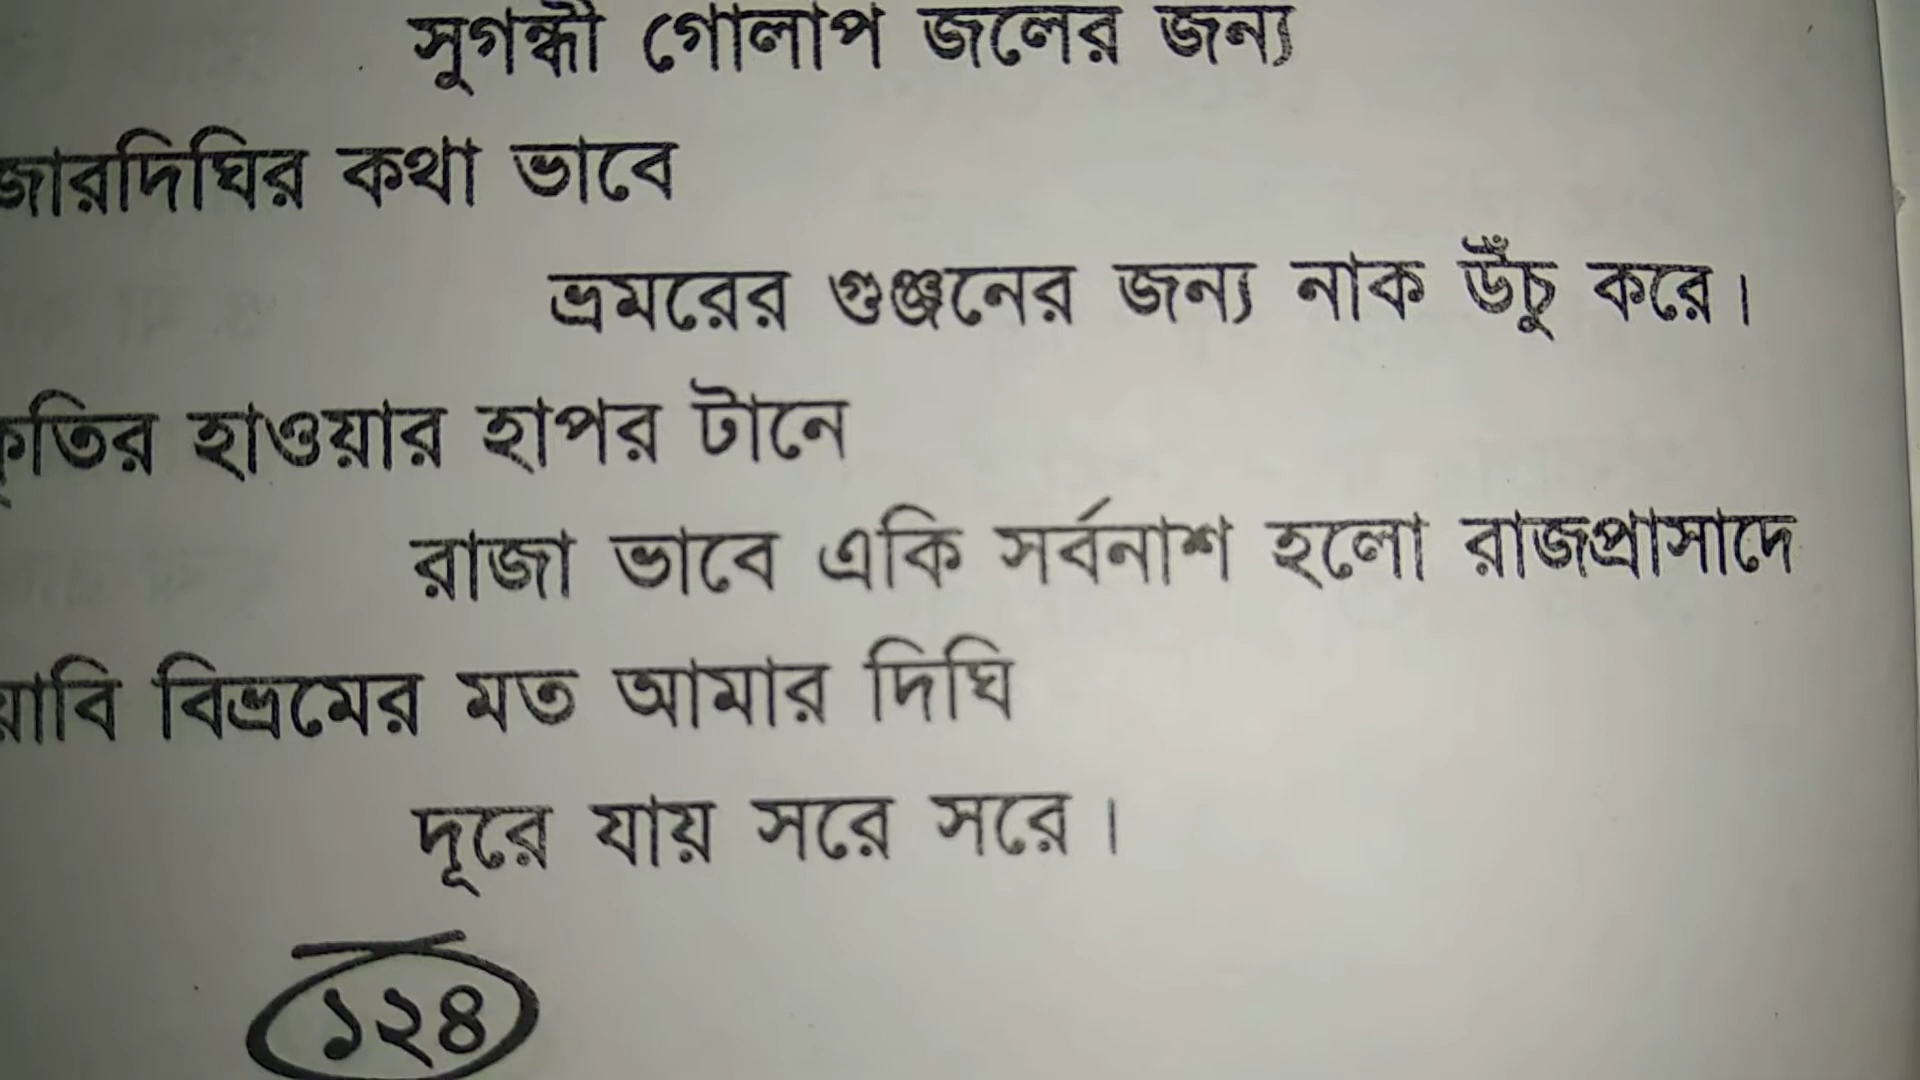 সুগন্ধী গোলাপ জলের জন্য
জারদিঘির কথা ভাবে
ভ্রমরের গুঞ্জনের জন্য নাক উঁচু করে।
হাওয়ার হাপর টানে
রাজা ভাবে একি সর্বনাশ হলো রাজপ্রাসাদে
বিভ্রমের মত আমার দিঘি
দূরে যায় সরে সরে।
১২৪